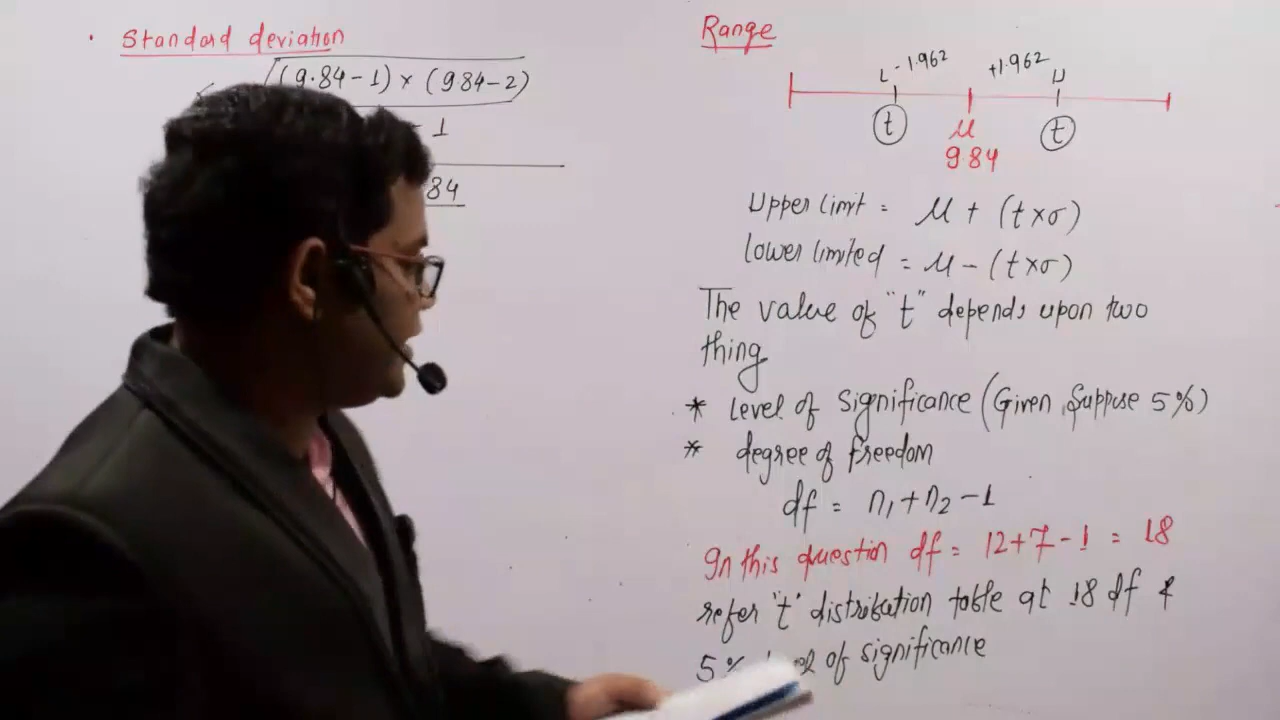 • Standard deviation
(9.84-1) × (984-2)
- 1
84
Range
L -1.962 +1.962 U
t μ t
9.84
Upper limit = μ + (t×σ)
lower limited = μ - (t×σ)
The value of "t" depends upon two
thing
* level of significance (Given, Suppose 5%)
* degree of freedom
df = n₁+n₂-1
In this question df = 12+7-1 = 18
refer "t" distribution table at 18 df &
5% of significance